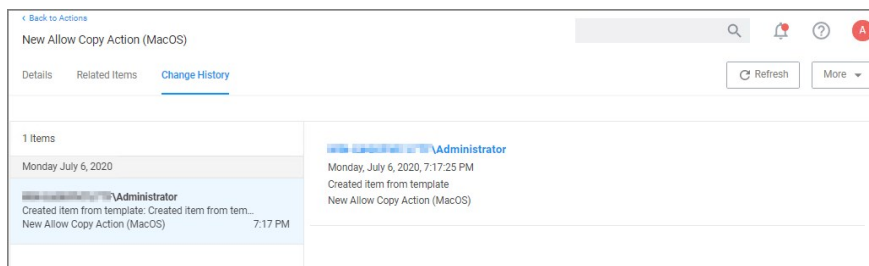 Back to Actions
New Allow Copy Action (MacOS)
A
Details Related Items Change History
Refresh More
1 Items
Monday July 6, 2020
\Administrator
Created item from template: Created item from tem...
New Allow Copy Action (MacOS) 7:17 PM
\Administrator
Monday, July 6, 2020, 7:17:25 PM
Created item from template
New Allow Copy Action (MacOS)